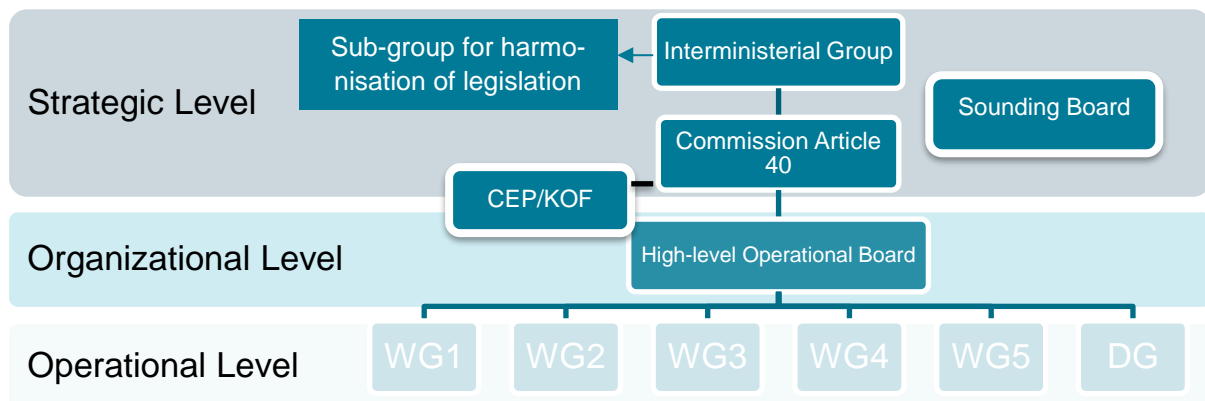 Sub-group for harmo-
nisation of legislation
Interministerial Group
Strategic Level
Sounding Board
Commission Article
40
CEP/KOF
Organizational Level
High-level Operational Board
Operational Level
WG1 WG2 WG3 WG4 WG5 DG